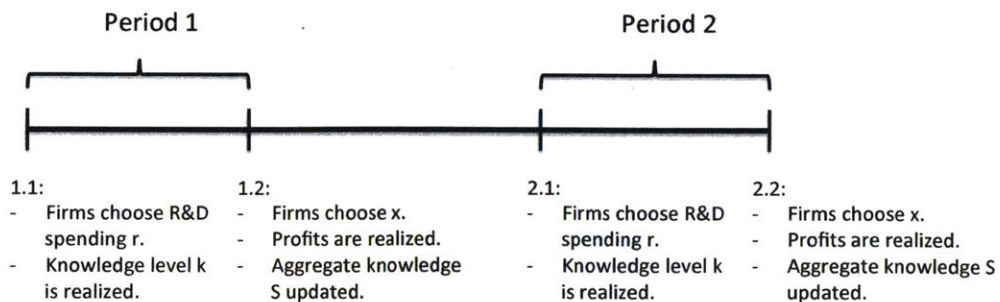 Period 1
Period 2
1.1:
- Firms choose R&D
spending r.
- Knowledge level k
is realized.
1.2:
- Firms choose x.
- Profits are realized.
- Aggregate knowledge
S updated.
2.1:
- Firms choose R&D
spending r.
- Knowledge level k
is realized.
2.2:
- Firms choose x.
- Profits are realized.
- Aggregate knowledge S
updated.